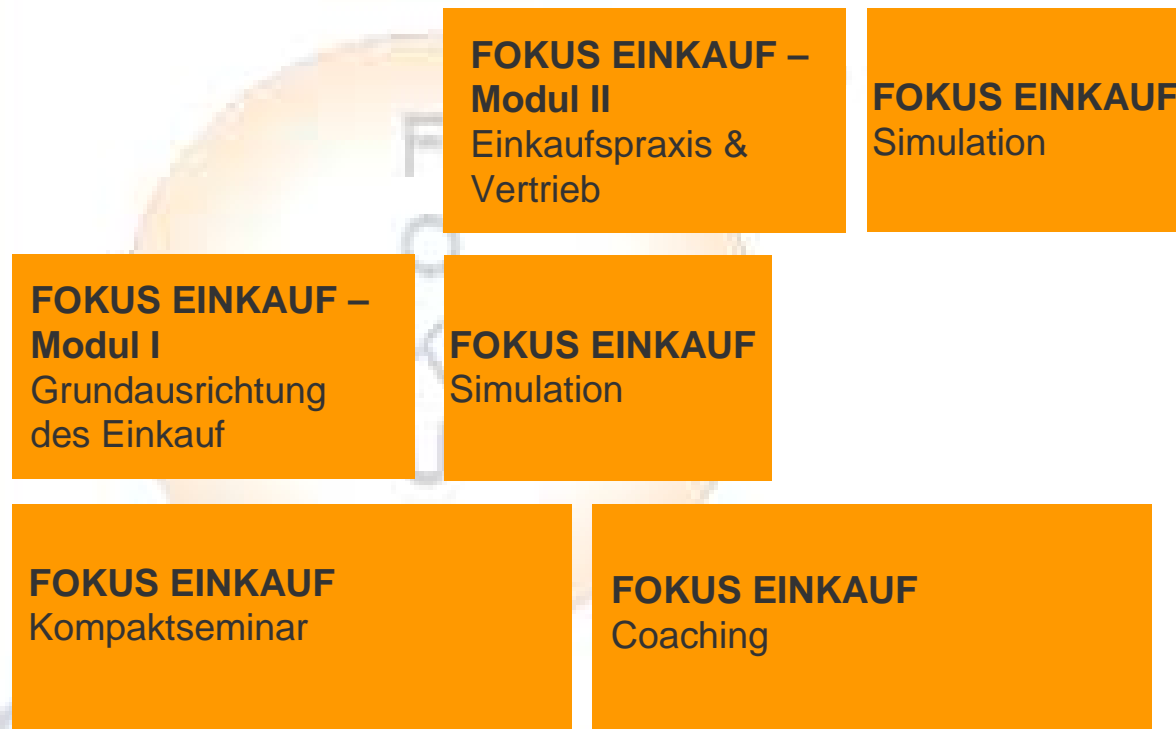 FOKUS EINKAUF –
Modul II
Einkaufspraxis &
Vertrieb
FOKUS EINKAUF
Simulation
FOKUS EINKAUF –
Modul I
Grundausrichtung
des Einkauf
FOKUS EINKAUF
Simulation
FOKUS EINKAUF
Kompaktseminar
FOKUS EINKAUF
Coaching